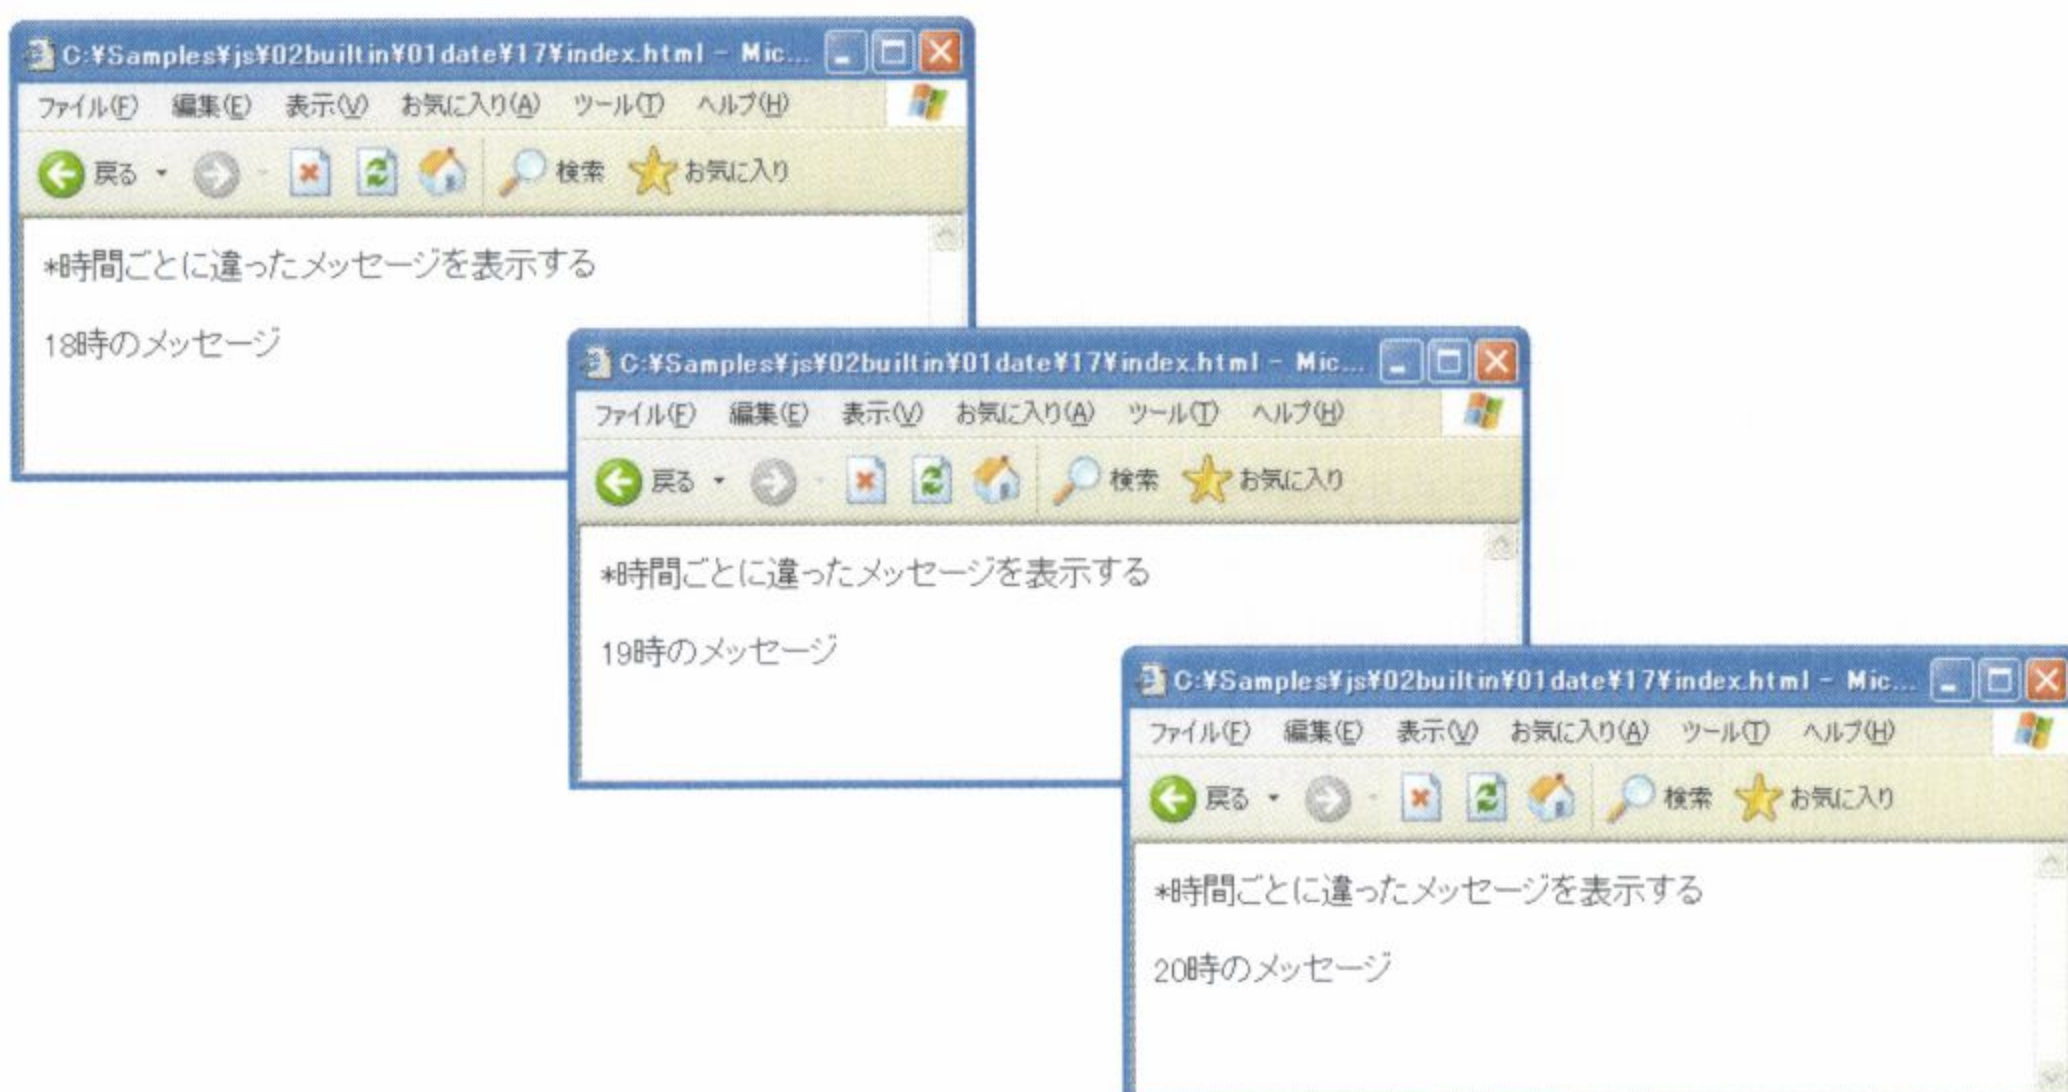 C:¥Samples¥js¥02builtin¥01date¥17¥index.html - Mic...
ファイル(F) 編集(E) 表示(V) お気に入り(A) ツール(T) ヘルプ(H)
戻る 検索 お気に入り
*時間ごとに違ったメッセージを表示する
18時のメッセージ
C:¥Samples¥js¥02builtin¥01date¥17¥index.html - Mic...
ファイル(F) 編集(E) 表示(V) お気に入り(A) ツール(T) ヘルプ(H)
戻る 検索 お気に入り
*時間ごとに違ったメッセージを表示する
19時のメッセージ
C:¥Samples¥js¥02builtin¥01date¥17¥index.html - Mic...
ファイル(F) 編集(E) 表示(V) お気に入り(A) ツール(T) ヘルプ(H)
戻る 検索 お気に入り
*時間ごとに違ったメッセージを表示する
20時のメッセージ